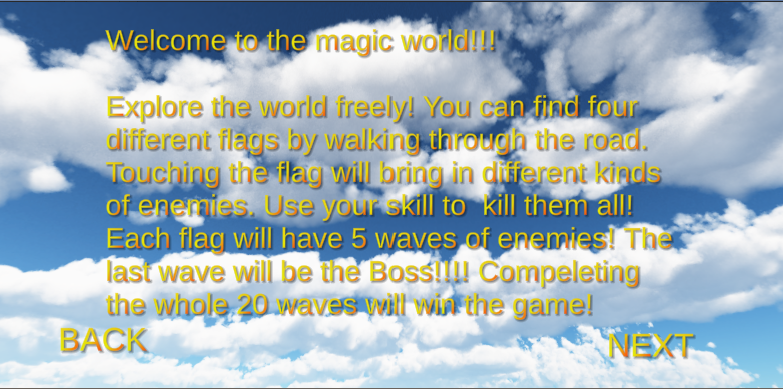 Welcome to the magic world!!!
Explore the world freely! You can find four
different flags by walking through the road.
Touching the flag will bring in different kinds
of enemies. Use your skill to  kill them all!
Each flag will have 5 waves of enemies! The
last wave will be the Boss!!!! Compeleting
the whole 20 waves will win the game!
BACK
NEXT